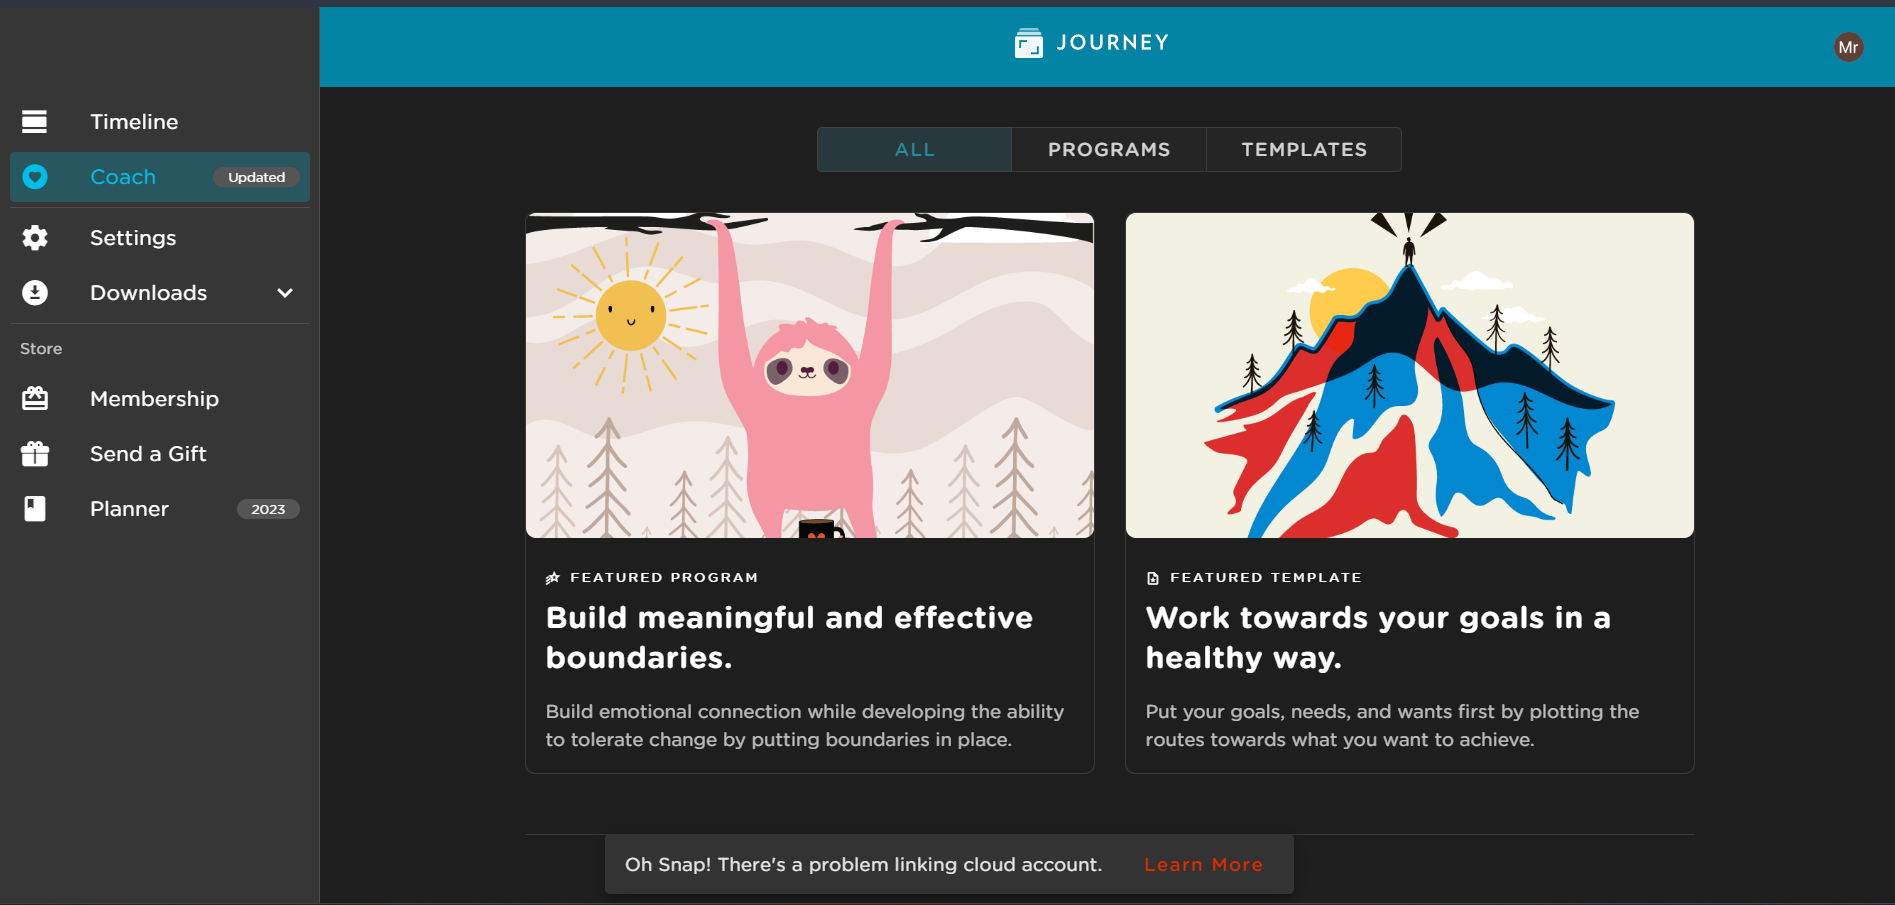 JOURNEY
Mr
Timeline
Coach
Updated
Settings
Downloads
Store
Membership
Send a Gift
Planner
2023
ALL
PROGRAMS
TEMPLATES
FEATURED PROGRAM
Build meaningful and effective
boundaries.
Build emotional connection while developing the ability
to tolerate change by putting boundaries in place.
FEATURED TEMPLATE
Work towards your goals in a
healthy way.
Put your goals, needs, and wants first by plotting the
routes towards what you want to achieve.
Oh Snap! There's a problem linking cloud account.
Learn More